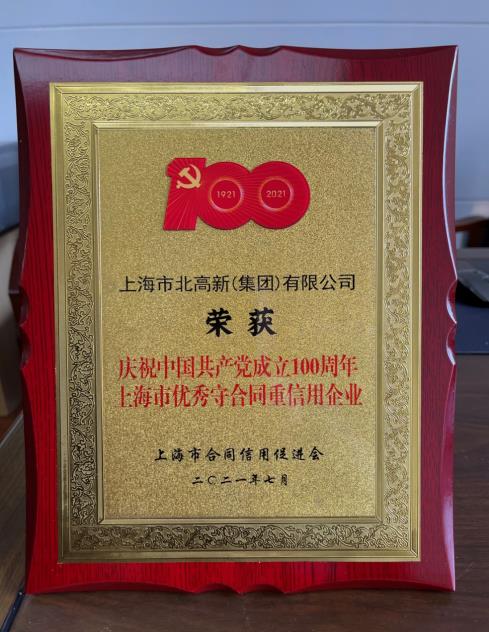 100
1921 2021
上海市北高新(集团)有限公司
荣获
庆祝中国共产党成立100周年
上海市优秀守合同重信用企业
上海市合同信用促进会
二〇二一年七月